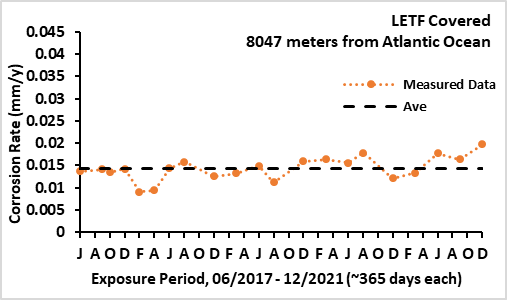 LETF Covered
8047 meters from Atlantic Ocean
Measured Data
Ave
Corrosion Rate (mm/y)
0.045
0.04
0.035
0.03
0.025
0.02
0.015
0.01
0.005
0
J A O D F A J A O D F A J A O D F A J A O D F A J A O D
Exposure Period, 06/2017 - 12/2021 (~365 days each)